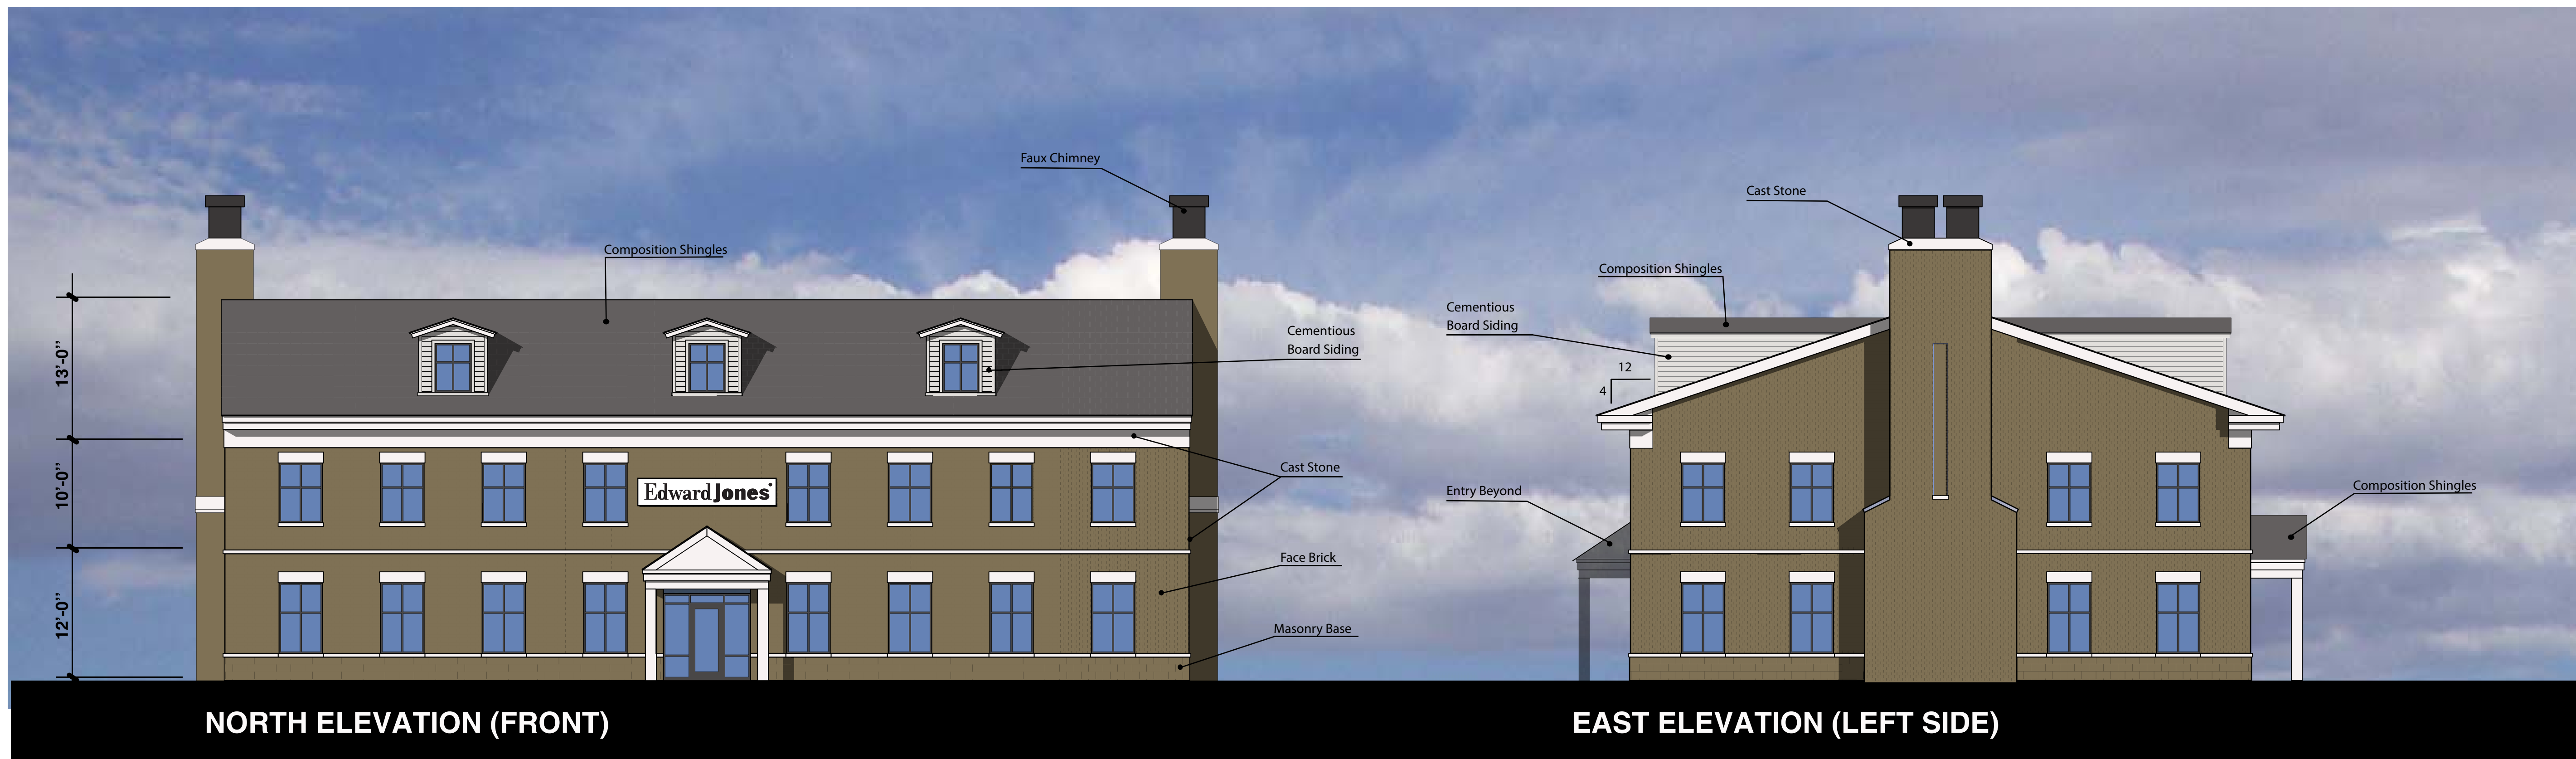 Faux Chimney
Composition Shingles
Cementious
Board Siding
13'-0"
10'-0"
12'-0"
Edward Jones
Cast Stone
Face Brick
Masonry Base
NORTH ELEVATION (FRONT)
Cast Stone
Composition Shingles
Cementious
Board Siding
12
4
Entry Beyond
Composition Shingles
EAST ELEVATION (LEFT SIDE)